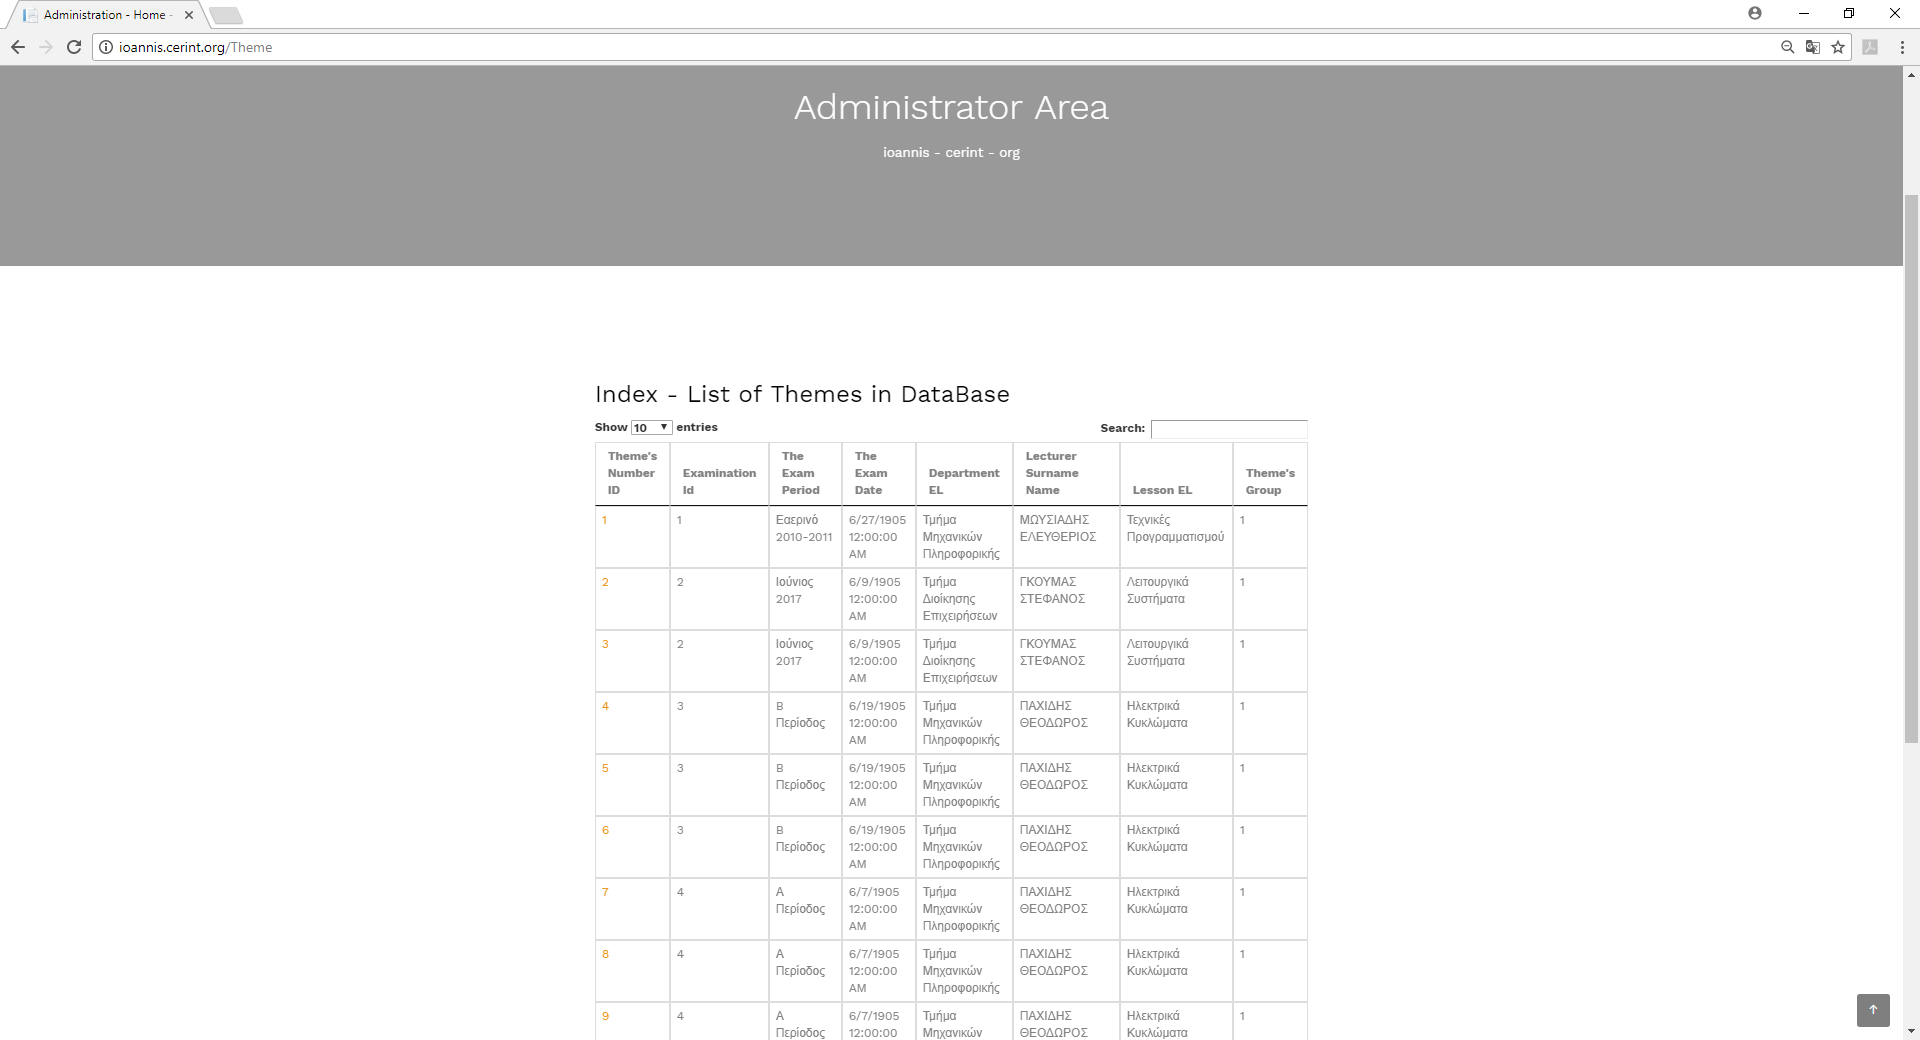 Administration - Home -
ioannis.cerint.org/Theme
Administrator Area
ioannis - cerint - org
Index - List of Themes in DataBase
Show 10 entries
Search:
Theme's Number ID
Examination Id
The Exam Period
The Exam Date
Department EL
Lecturer Surname Name
Lesson EL
Theme's Group
1 1 Εαερινό 2010-2011 6/27/1905 12:00:00 AM Τμήμα Μηχανικών Πληροφορικής ΜΩΥΣΙΑΔΗΣ ΕΛΕΥΘΕΡΙΟΣ Τεχνικές Προγραμματισμού 1
2 2 Ιούνιος 2017 6/9/1905 12:00:00 AM Τμήμα Διοίκησης Επιχειρήσεων ΓΚΟΥΜΑΣ ΣΤΕΦΑΝΟΣ Λειτουργικά Συστήματα 1
3 2 Ιούνιος 2017 6/9/1905 12:00:00 AM Τμήμα Διοίκησης Επιχειρήσεων ΓΚΟΥΜΑΣ ΣΤΕΦΑΝΟΣ Λειτουργικά Συστήματα 1
4 3 Β Περίοδος 6/19/1905 12:00:00 AM Τμήμα Μηχανικών Πληροφορικής ΠΑΧΙΔΗΣ ΘΕΟΔΩΡΟΣ Ηλεκτρικά Κυκλώματα 1
5 3 Β Περίοδος 6/19/1905 12:00:00 AM Τμήμα Μηχανικών Πληροφορικής ΠΑΧΙΔΗΣ ΘΕΟΔΩΡΟΣ Ηλεκτρικά Κυκλώματα 1
6 3 Β Περίοδος 6/19/1905 12:00:00 AM Τμήμα Μηχανικών Πληροφορικής ΠΑΧΙΔΗΣ ΘΕΟΔΩΡΟΣ Ηλεκτρικά Κυκλώματα 1
7 4 Α Περίοδος 6/7/1905 12:00:00 AM Τμήμα Μηχανικών Πληροφορικής ΠΑΧΙΔΗΣ ΘΕΟΔΩΡΟΣ Ηλεκτρικά Κυκλώματα 1
8 4 Α Περίοδος 6/7/1905 12:00:00 AM Τμήμα Μηχανικών Πληροφορικής ΠΑΧΙΔΗΣ ΘΕΟΔΩΡΟΣ Ηλεκτρικά Κυκλώματα 1
9 4 Α Περίοδος 6/7/1905 12:00:00 Τμήμα Μηχανικών ΠΑΧΙΔΗΣ ΘΕΟΔΩΡΟΣ Ηλεκτρικά Κυκλώματα 1